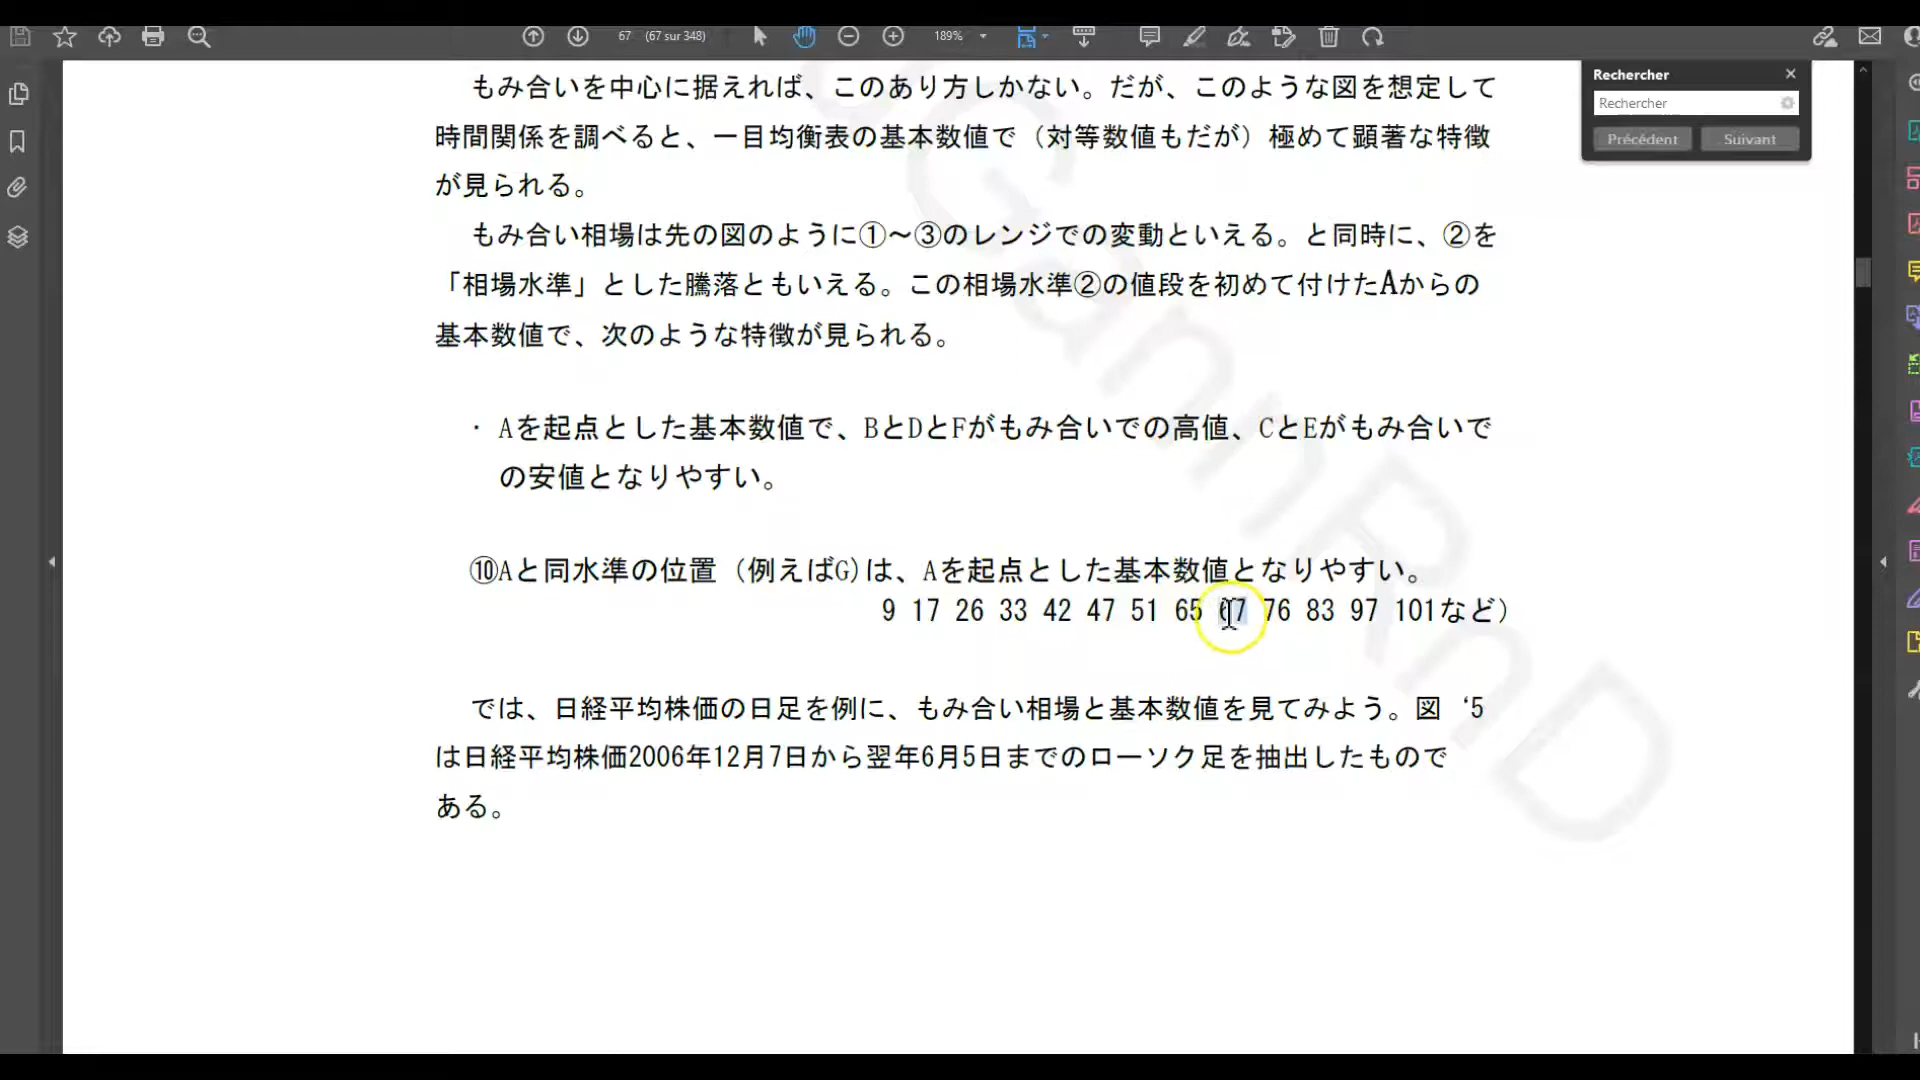 67 (67 sur 348)
189%
Rechercher
Rechercher
Précédent Suivant
もみ合いを中心に据えれば、このあり方しかない。だが、このような図を想定して
時間関係を調べると、一目均衡表の基本数値で（対等数値もだが）極めて顕著な特徴
が見られる。
もみ合い相場は先の図のように①～③のレンジでの変動といえる。と同時に、②を
「相場水準」とした騰落ともいえる。この相場水準②の値段を初めて付けたAからの
基本数値で、次のような特徴が見られる。
・Aを起点とした基本数値で、BとDとFがもみ合いでの高値、CとEがもみ合いで
の安値となりやすい。
⑩Aと同水準の位置（例えばG)は、Aを起点とした基本数値となりやすい。
9 17 26 33 42 47 51 65 67 76 83 97 101など）
では、日経平均株価の日足を例に、もみ合い相場と基本数値を見てみよう。図 ‘5
は日経平均株価2006年12月7日から翌年6月5日までのローソク足を抽出したもので
ある。